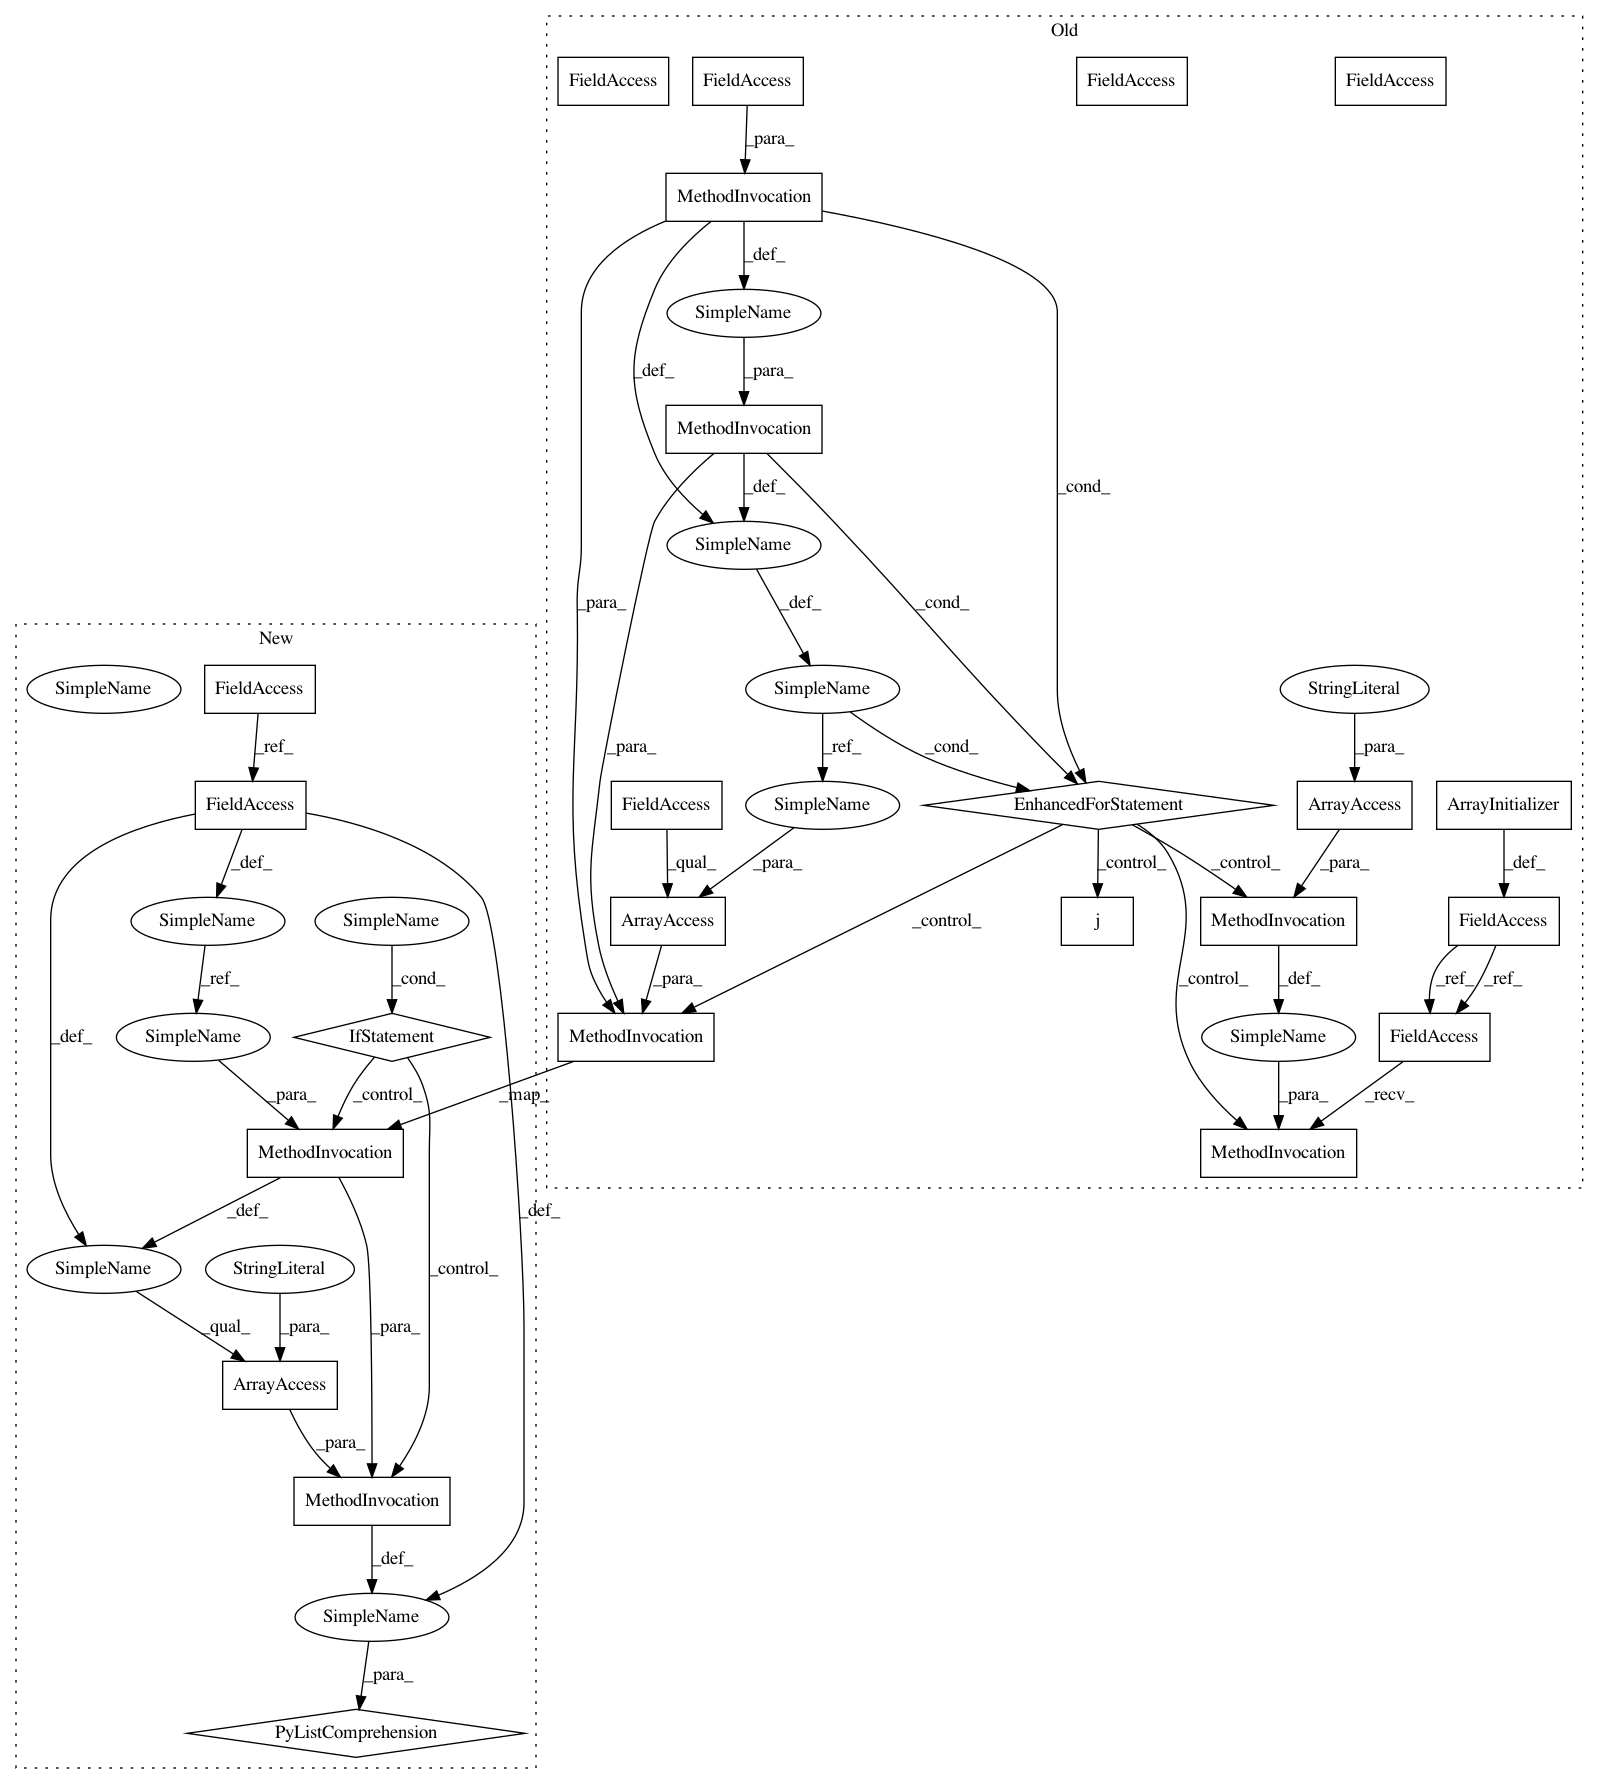 Old
FieldAccess
FieldAccess
FieldAccess
FieldAccess
_para_
MethodInvocation
_def_
SimpleName
_def_
_para_
MethodInvocation
_cond_
_def_
SimpleName
_para_
_def_
_cond_
New
SimpleName
FieldAccess
SimpleName
StringLiteral
_ref_
_para_
_ref_
_cond_
_para_
FieldAccess
FieldAccess
SimpleName
EnhancedForStatement
ArrayAccess
ArrayInitializer
_def_
_qual_
_para_
_control_
_control_
_para_
_def_
SimpleName
SimpleName
ArrayAccess
_control_
j
MethodInvocation
FieldAccess
_ref_
_cond_
_para_
_control_
_def_
_ref_
_ref_
_def_
SimpleName
IfStatement
MethodInvocation
SimpleName
FieldAccess
_para_
_control_
_map_
_para_
_recv_
MethodInvocation
MethodInvocation
_def_
_def_
SimpleName
StringLiteral
_control_
_qual_
_para_
_para_
ArrayAccess
_para_
MethodInvocation
_def_
SimpleName
_para_
PyListComprehension